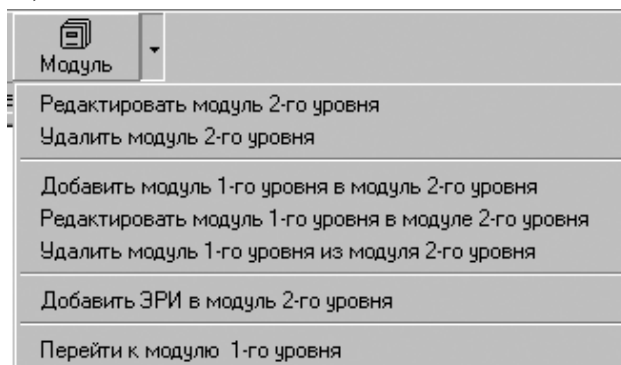 Модуль
Редактировать модуль 2-го уровня
Удалить модуль 2-го уровня
Добавить модуль 1-го уровня в модуль 2-го уровня
Редактировать модуль 1-го уровня в модуле 2-го уровня
Удалить модуль 1-го уровня из модуля 2-го уровня
Добавить ЭРИ в модуль 2-го уровня
Перейти к модулю 1-го уровня